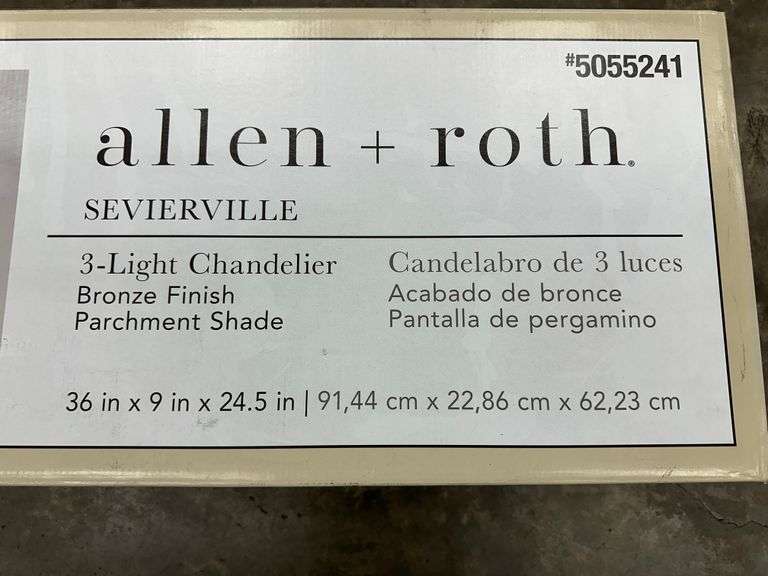 #5055241
allen + roth®
SEVIERVILLE
3-Light Chandelier
Bronze Finish
Parchment Shade
Candelabro de 3 luces
Acabado de bronce
Pantalla de pergamino
36 in x 9 in x 24.5 in | 91,44 cm x 22,86 cm x 62,23 cm